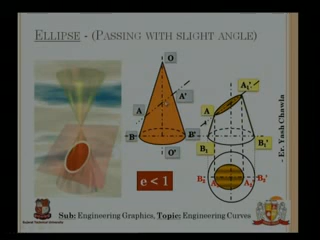 ELLIPSE - (PASSING WITH SLIGHT ANGLE)
O
A'
A
B
B'
O'
A
A₁'
B₁
B₁'
e < 1
B₂
A₂
B₂'
- Er. Yash Chawla
Sub: Engineering Graphics, Topic: Engineering Curves